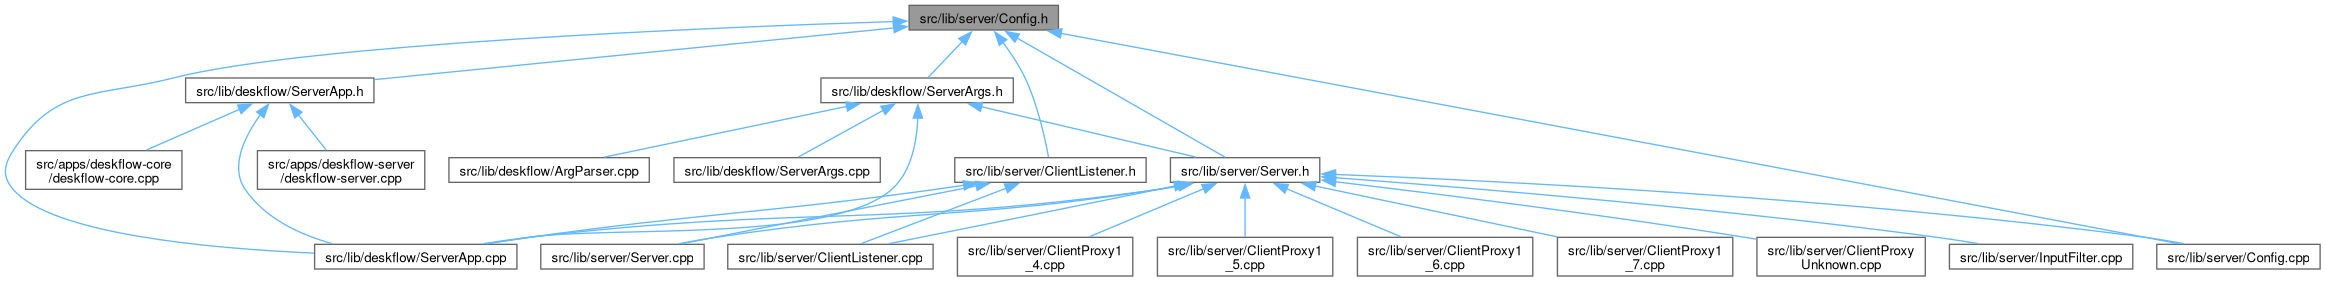 src/lib/server/Config.h
src/lib/deskflow/ServerApp.h
src/lib/deskflow/ServerArgs.h
src/apps/deskflow-core
/deskflow-core.cpp
src/apps/deskflow-server
/deskflow-server.cpp
src/lib/deskflow/ArgParser.cpp
src/lib/deskflow/ServerArgs.cpp
src/lib/server/ClientListener.h
src/lib/server/Server.h
src/lib/deskflow/ServerApp.cpp
src/lib/server/Server.cpp
src/lib/server/ClientListener.cpp
src/lib/server/ClientProxy1
_4.cpp
src/lib/server/ClientProxy1
_5.cpp
src/lib/server/ClientProxy1
_6.cpp
src/lib/server/ClientProxy1
_7.cpp
src/lib/server/ClientProxy
Unknown.cpp
src/lib/server/InputFilter.cpp
src/lib/server/Config.cpp